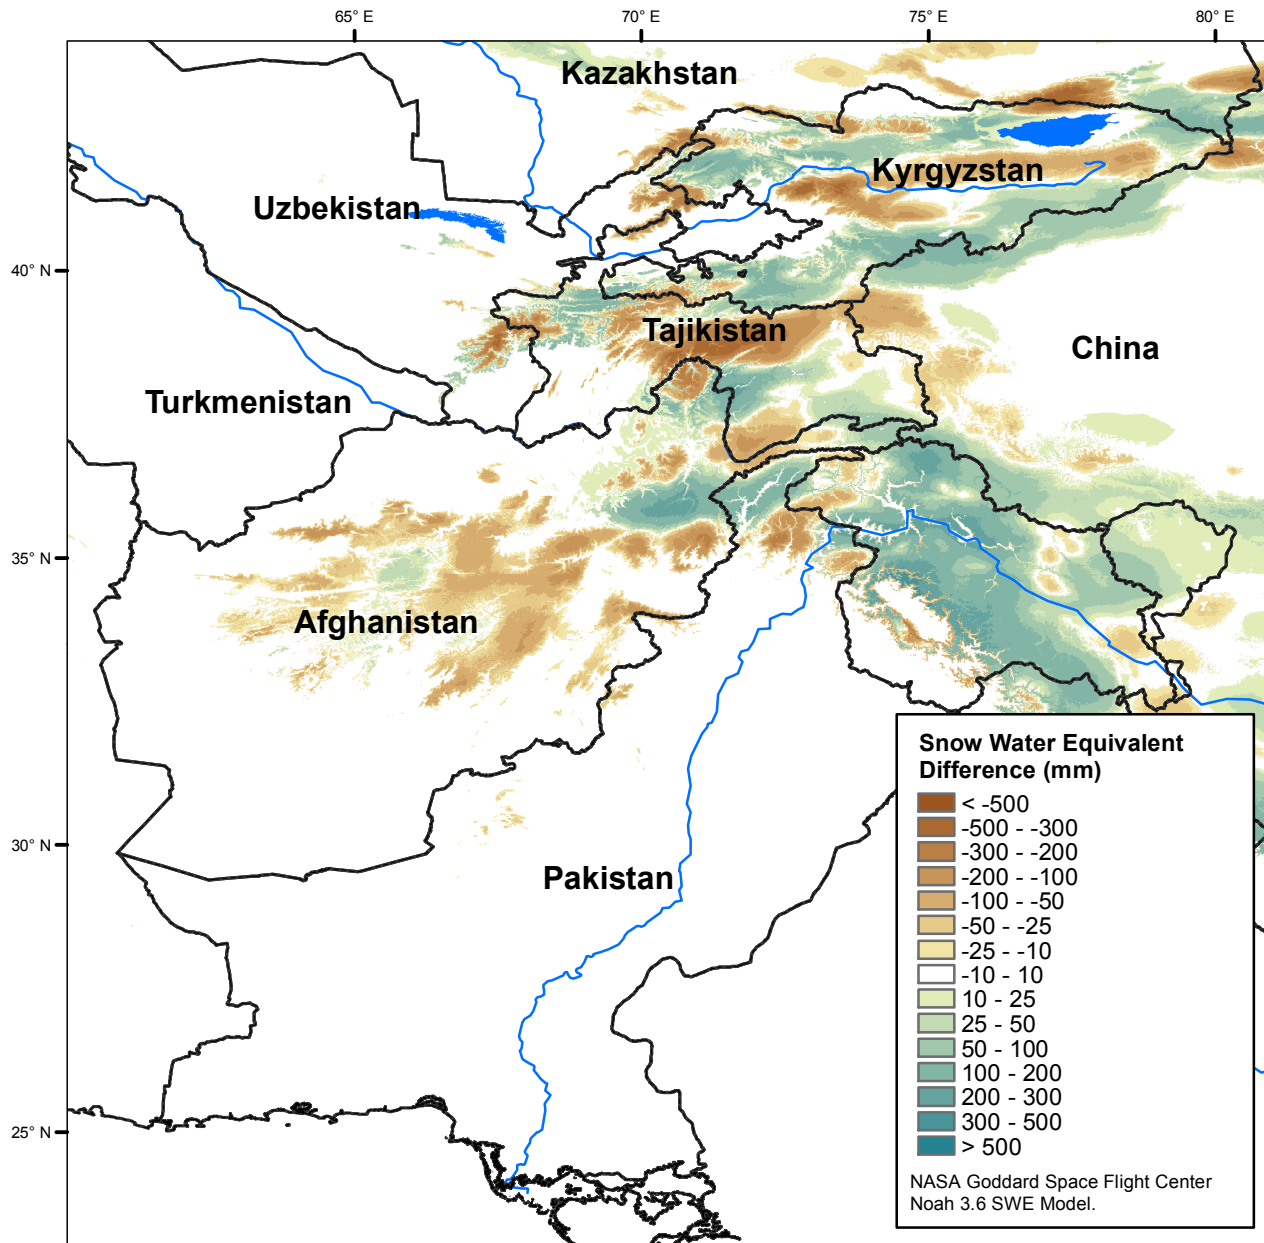 65° E
70° E
75° E
80° E
Kazakhstan
Kyrgyzstan
Uzbekistan
40° N
Tajikistan
China
Turkmenistan
35° N
Afghanistan
30° N
Pakistan
25° N
Snow Water Equivalent
Difference (mm)
< -500
-500 - -300
-300 - -200
-200 - -100
-100 - -50
-50 - -25
-25 - -10
-10 - 10
10 - 25
25 - 50
50 - 100
100 - 200
200 - 300
300 - 500
> 500
NASA Goddard Space Flight Center
Noah 3.6 SWE Model.